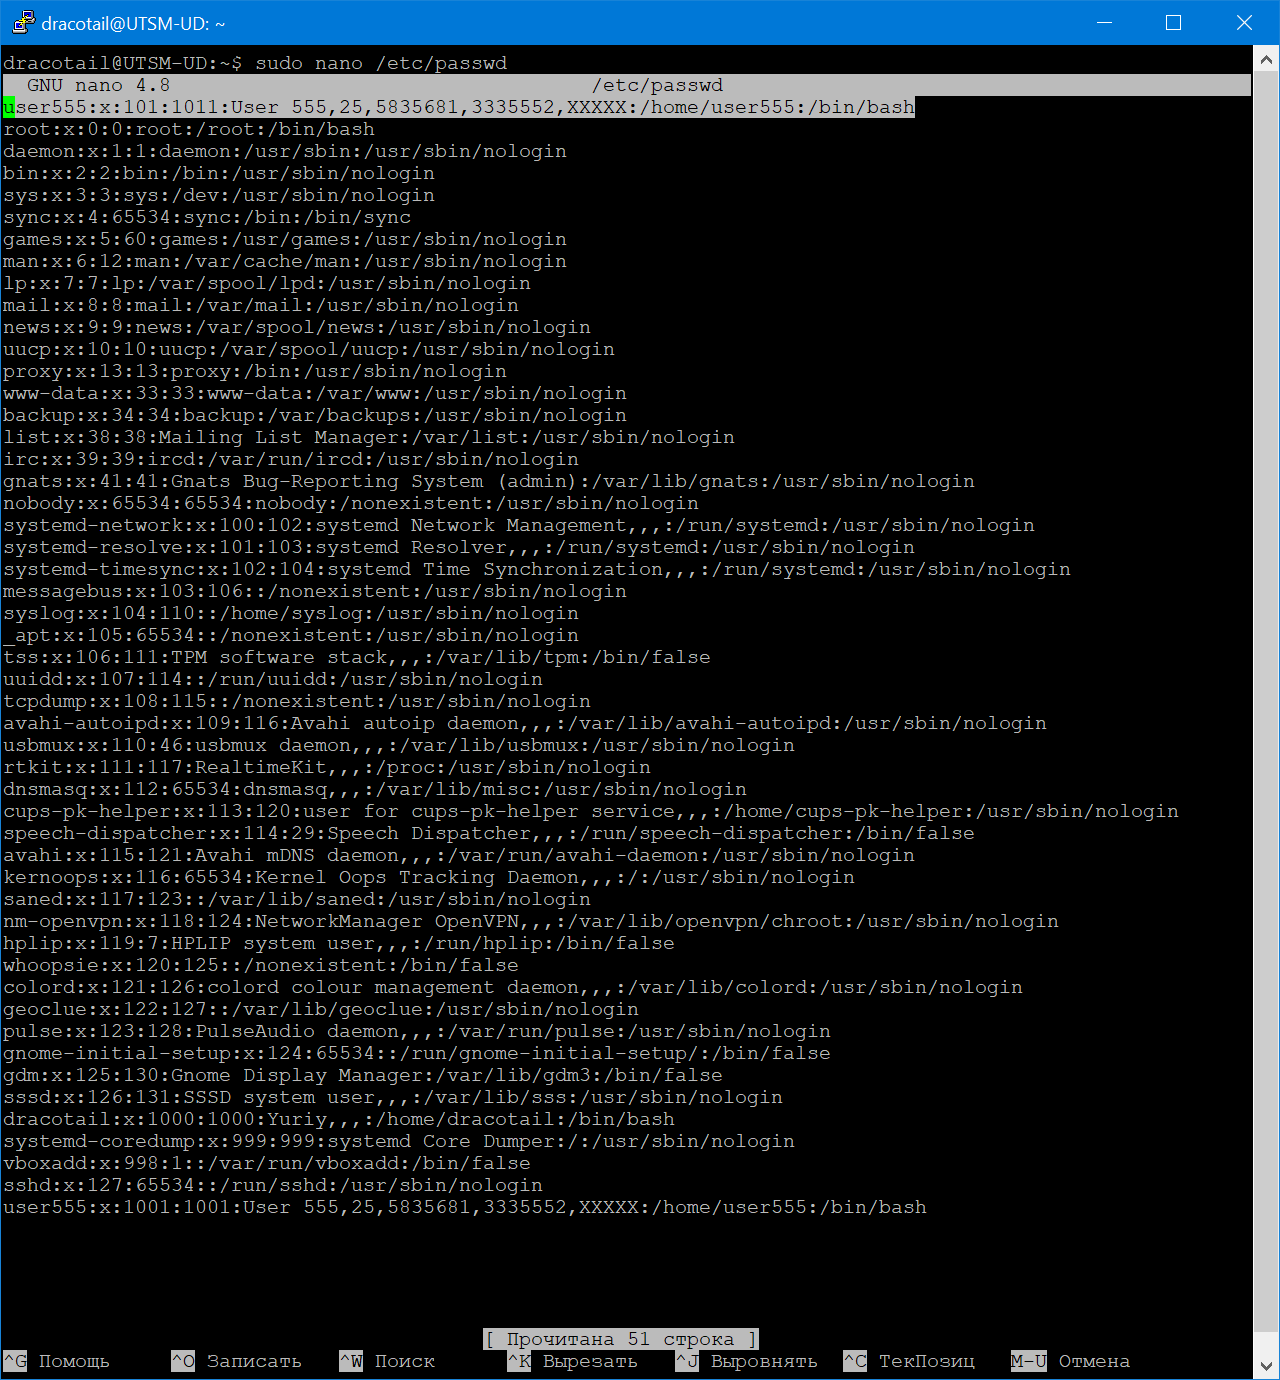 dracotail@UTSM-UD: ~
dracotail@UTSM-UD:~$ sudo nano /etc/passwd
GNU nano 4.8 /etc/passwd
user555:x:101:1011:User 555,25,5835681,3335552,XXXXX:/home/user555:/bin/bash
root:x:0:0:root:/root:/bin/bash
daemon:x:1:1:daemon:/usr/sbin:/usr/sbin/nologin
bin:x:2:2:bin:/bin:/usr/sbin/nologin
sys:x:3:3:sys:/dev:/usr/sbin/nologin
sync:x:4:65534:sync:/bin:/bin/sync
games:x:5:60:games:/usr/games:/usr/sbin/nologin
man:x:6:12:man:/var/cache/man:/usr/sbin/nologin
lp:x:7:7:lp:/var/spool/lpd:/usr/sbin/nologin
mail:x:8:8:mail:/var/mail:/usr/sbin/nologin
news:x:9:9:news:/var/spool/news:/usr/sbin/nologin
uucp:x:10:10:uucp:/var/spool/uucp:/usr/sbin/nologin
proxy:x:13:13:proxy:/bin:/usr/sbin/nologin
www-data:x:33:33:www-data:/var/www:/usr/sbin/nologin
backup:x:34:34:backup:/var/backups:/usr/sbin/nologin
list:x:38:38:Mailing List Manager:/var/list:/usr/sbin/nologin
irc:x:39:39:ircd:/var/run/ircd:/usr/sbin/nologin
gnats:x:41:41:Gnats Bug-Reporting System (admin):/var/lib/gnats:/usr/sbin/nologin
nobody:x:65534:65534:nobody:/nonexistent:/usr/sbin/nologin
systemd-network:x:100:102:systemd Network Management,,,:/run/systemd:/usr/sbin/nologin
systemd-resolve:x:101:103:systemd Resolver,,,:/run/systemd:/usr/sbin/nologin
systemd-timesync:x:102:104:systemd Time Synchronization,,,:/run/systemd:/usr/sbin/nologin
messagebus:x:103:106::/nonexistent:/usr/sbin/nologin
syslog:x:104:110::/home/syslog:/usr/sbin/nologin
_apt:x:105:65534::/nonexistent:/usr/sbin/nologin
tss:x:106:111:TPM software stack,,,:/var/lib/tpm:/bin/false
uuidd:x:107:114::/run/uuidd:/usr/sbin/nologin
tcpdump:x:108:115::/nonexistent:/usr/sbin/nologin
avahi-autoipd:x:109:116:Avahi autoip daemon,,,:/var/lib/avahi-autoipd:/usr/sbin/nologin
usbmux:x:110:46:usbmux daemon,,,:/var/lib/usbmux:/usr/sbin/nologin
rtkit:x:111:117:RealtimeKit,,,:/proc:/usr/sbin/nologin
dnsmasq:x:112:65534:dnsmasq,,,:/var/lib/misc:/usr/sbin/nologin
cups-pk-helper:x:113:120:user for cups-pk-helper service,,,:/home/cups-pk-helper:/usr/sbin/nologin
speech-dispatcher:x:114:29:Speech Dispatcher,,,:/run/speech-dispatcher:/bin/false
avahi:x:115:121:Avahi mDNS daemon,,,:/var/run/avahi-daemon:/usr/sbin/nologin
kernoops:x:116:65534:Kernel Oops Tracking Daemon,,,:/:/usr/sbin/nologin
saned:x:117:123::/var/lib/saned:/usr/sbin/nologin
nm-openvpn:x:118:124:NetworkManager OpenVPN,,,:/var/lib/openvpn/chroot:/usr/sbin/nologin
hplip:x:119:7:HPLIP system user,,,:/run/hplip:/bin/false
whoopsie:x:120:125::/nonexistent:/bin/false
colord:x:121:126:colord colour management daemon,,,:/var/lib/colord:/usr/sbin/nologin
geoclue:x:122:127::/var/lib/geoclue:/usr/sbin/nologin
pulse:x:123:128:PulseAudio daemon,,,:/var/run/pulse:/usr/sbin/nologin
gnome-initial-setup:x:124:65534::/run/gnome-initial-setup/:/bin/false
gdm:x:125:130:Gnome Display Manager:/var/lib/gdm3:/bin/false
sssd:x:126:131:SSSD system user,,,:/var/lib/sss:/usr/sbin/nologin
dracotail:x:1000:1000:Yuriy,,,:/home/dracotail:/bin/bash
systemd-coredump:x:999:999:systemd Core Dumper:/:/usr/sbin/nologin
vboxadd:x:998:1::/var/run/vboxadd:/bin/false
sshd:x:127:65534::/run/sshd:/usr/sbin/nologin
user555:x:1001:1001:User 555,25,5835681,3335552,XXXXX:/home/user555:/bin/bash
[ Прочитана 51 строка ]
^G Помощь ^O Записать ^W Поиск ^K Вырезать ^J Выровнять ^C ТекПозиц M-U Отмена